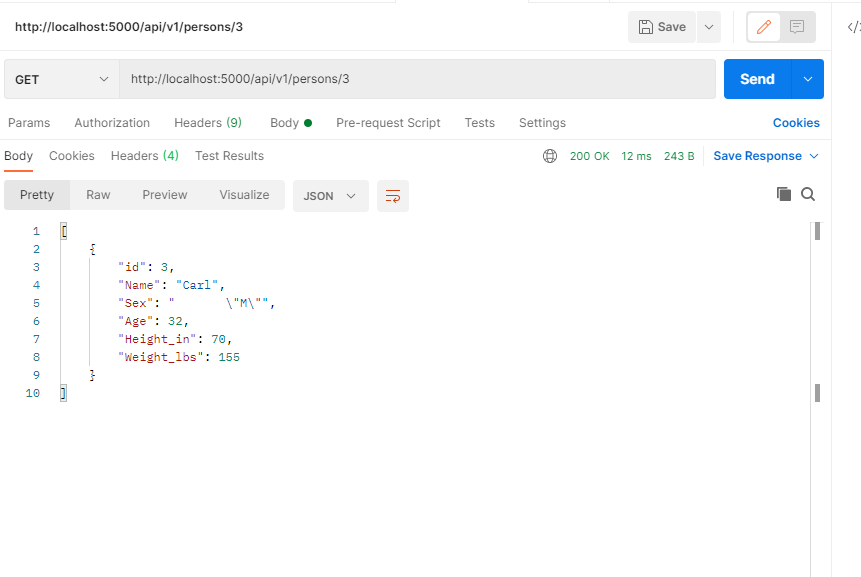 http://localhost:5000/api/v1/persons/3 Save
GET http://localhost:5000/api/v1/persons/3 Send
Params Authorization Headers (9) Body Pre-request Script Tests Settings Cookies
Body Cookies Headers (4) Test Results 200 OK 12 ms 243 B Save Response
Pretty Raw Preview Visualize JSON
1 [
2 {
3 "id": 3,
4 "Name": "Carl",
5 "Sex": "       \"M\"",
6 "Age": 32,
7 "Height_in": 70,
8 "Weight_lbs": 155
9 }
10 ]